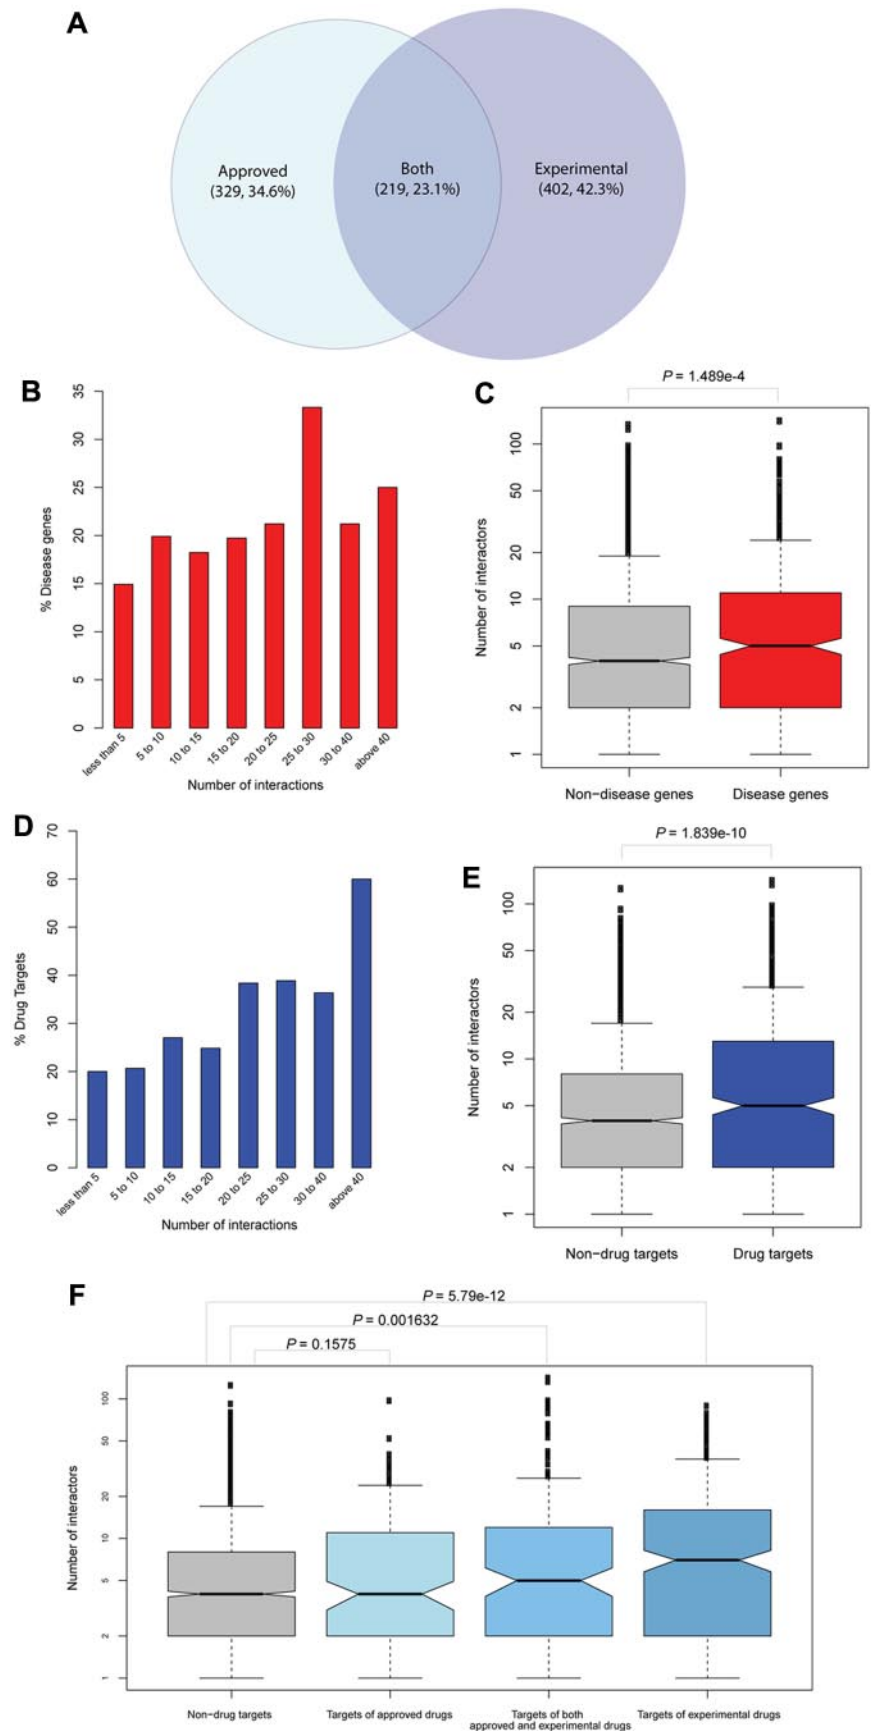 A
Approved
(329, 34.6%)
Both
(219, 23.1%)
Experimental
(402, 42.3%)
B
% Disease genes
35
30
25
20
15
10
5
0
less than 5
5 to 10
10 to 15
15 to 20
20 to 25
25 to 30
30 to 40
above 40
Number of interactions
C
P = 1.489e-4
Number of interactors
100
50
20
10
5
2
1
Non−disease genes
Disease genes
D
% Drug Targets
70
60
50
40
30
20
10
0
less than 5
5 to 10
10 to 15
15 to 20
20 to 25
25 to 30
30 to 40
above 40
Number of interactions
E
P = 1.839e-10
Number of interactors
100
50
20
10
5
2
1
Non−drug targets
Drug targets
F
P = 5.79e-12
P = 0.001632
P = 0.1575
Number of interactors
100
50
20
10
5
2
1
Non−drug targets
Targets of approved drugs
Targets of both
approved and experimental drugs
Targets of experimental drugs